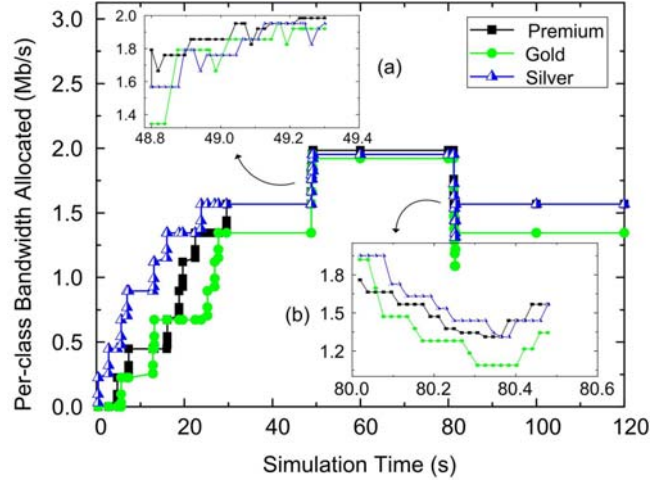 3.0
2.5
2.0
1.5
1.0
0.5
0.0
Per-class Bandwidth Allocated (Mb/s)
0 20 40 60 80 100 120
Simulation Time (s)
Premium
Gold
Silver
2.0
1.8
1.6
1.4
48.8 49.0 49.2 49.4
(a)
1.8
1.5
1.2
80.0 80.2 80.4 80.6
(b)